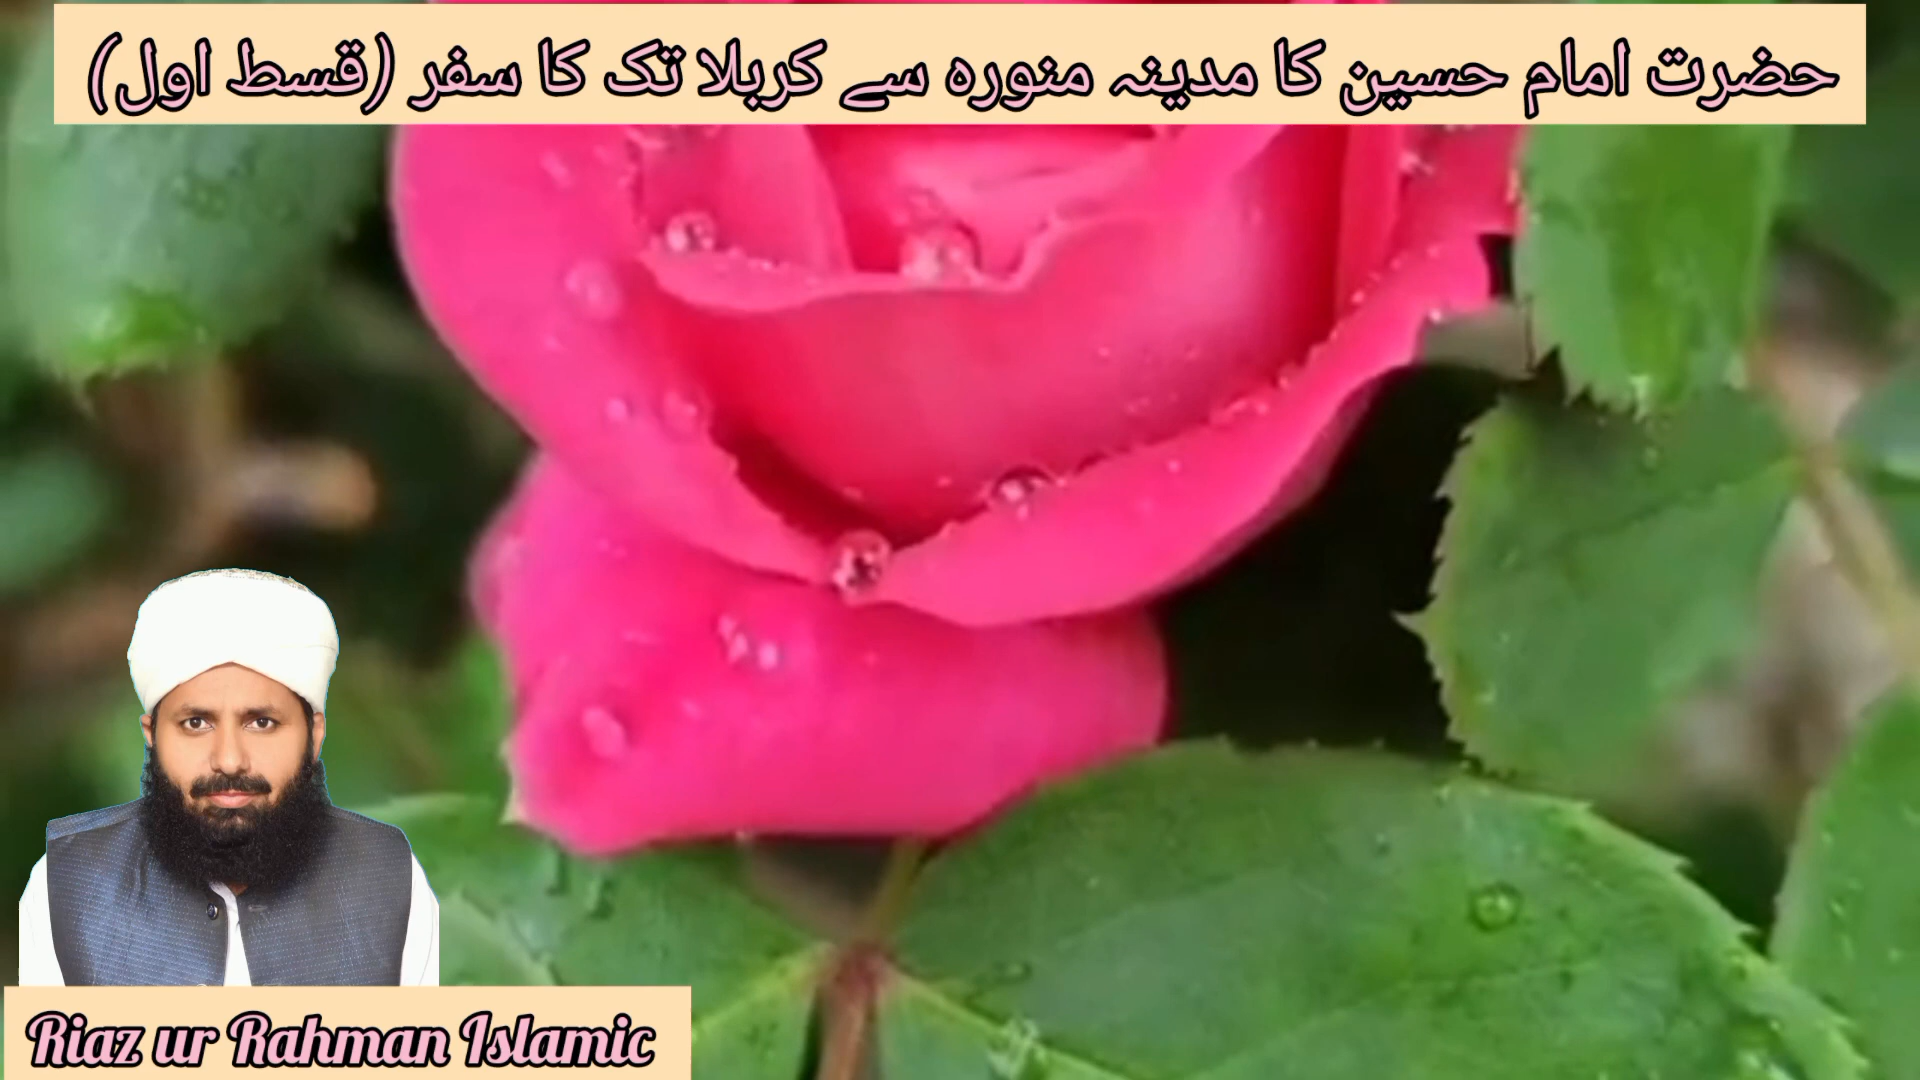 حضرت امام حسین کا مدینہ منورہ سے کربلا تک کا سفر (قسط اول)
Riaz ur Rahman Islamic